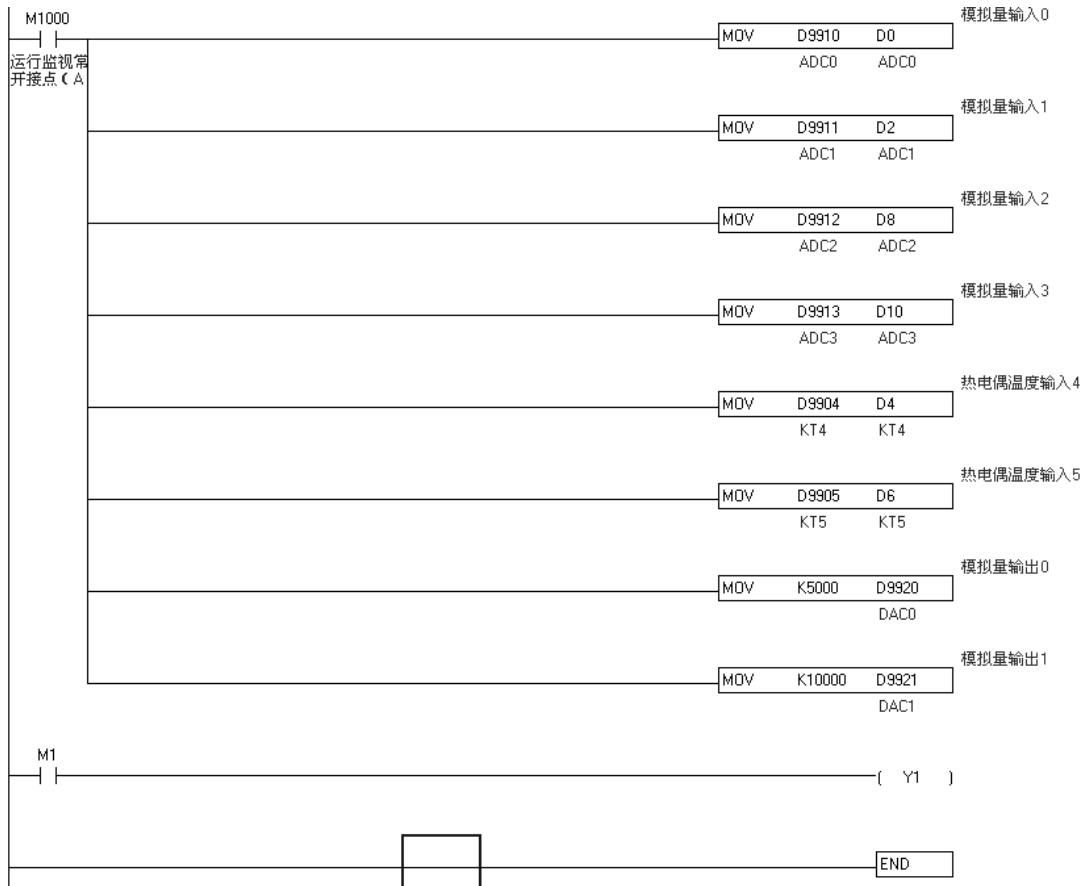 模拟量输入0
M1000
MOV D9910 D0
运行监视常
开接点(A
ADC0 ADC0
模拟量输入1
MOV D9911 D2
ADC1 ADC1
模拟量输入2
MOV D9912 D8
ADC2 ADC2
模拟量输入3
MOV D9913 D10
ADC3 ADC3
热电偶温度输入4
MOV D9904 D4
KT4 KT4
热电偶温度输入5
MOV D9905 D6
KT5 KT5
模拟量输出0
MOV K5000 D9920
DAC0
模拟量输出1
MOV K10000 D9921
DAC1
M1
( Y1 )
END